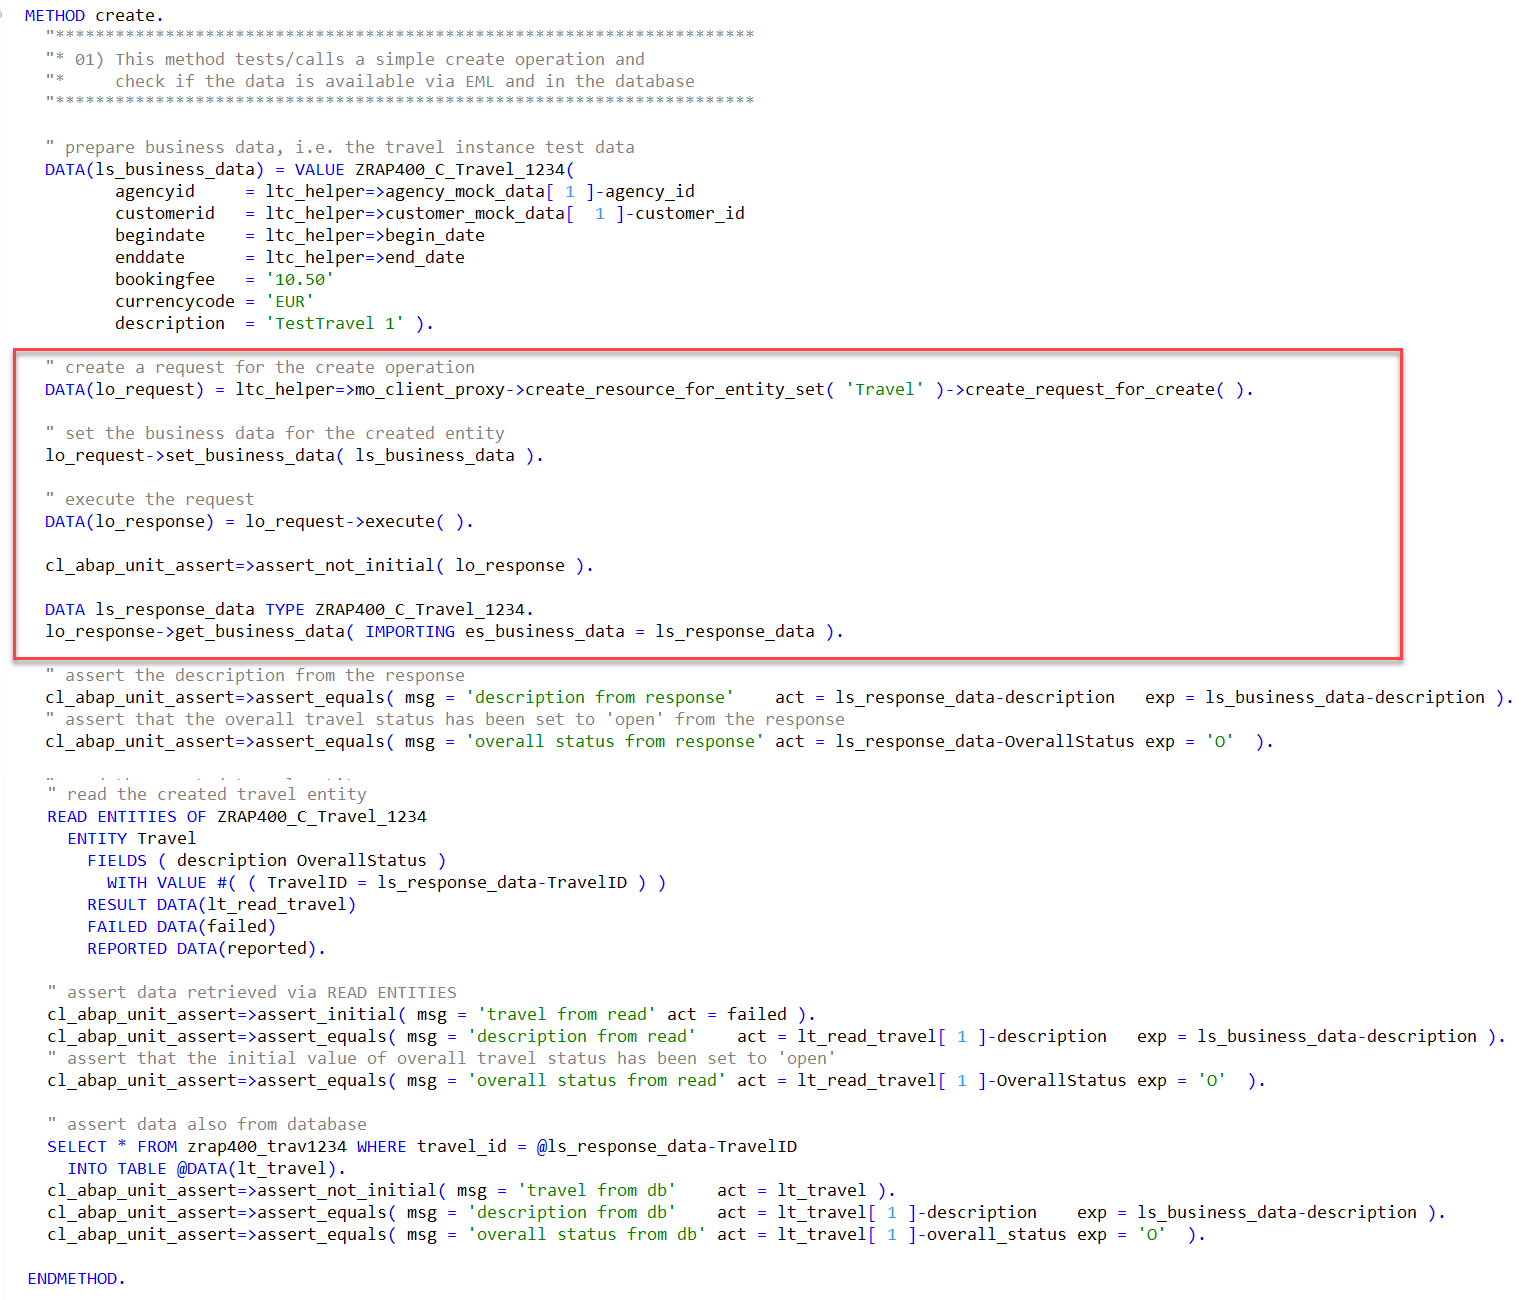 METHOD create.
"**********************************************************************
"* 01) This method tests/calls a simple create operation and
"*     check if the data is available via EML and in the database
"**********************************************************************
" prepare business data, i.e. the travel instance test data
DATA(ls_business_data) = VALUE ZRAP400_C_Travel_1234(
agencyid     = ltc_helper=>agency_mock_data[ 1 ]-agency_id
customerid   = ltc_helper=>customer_mock_data[  1 ]-customer_id
begindate    = ltc_helper=>begin_date
enddate      = ltc_helper=>end_date
bookingfee   = '10.50'
currencycode = 'EUR'
description  = 'TestTravel 1' ).
" create a request for the create operation
DATA(lo_request) = ltc_helper=>mo_client_proxy->create_resource_for_entity_set( 'Travel' )->create_request_for_create( ).
" set the business data for the created entity
lo_request->set_business_data( ls_business_data ).
" execute the request
DATA(lo_response) = lo_request->execute( ).
cl_abap_unit_assert=>assert_not_initial( lo_response ).
DATA ls_response_data TYPE ZRAP400_C_Travel_1234.
lo_response->get_business_data( IMPORTING es_business_data = ls_response_data ).
" assert the description from the response
cl_abap_unit_assert=>assert_equals( msg = 'description from response'    act = ls_response_data-description   exp = ls_business_data-description ).
" assert that the overall travel status has been set to 'open' from the response
cl_abap_unit_assert=>assert_equals( msg = 'overall status from response' act = ls_response_data-OverallStatus exp = 'O'  ).
" read the created travel entity
READ ENTITIES OF ZRAP400_C_Travel_1234
ENTITY Travel
FIELDS ( description OverallStatus )
WITH VALUE #( ( TravelID = ls_response_data-TravelID ) )
RESULT DATA(lt_read_travel)
FAILED DATA(failed)
REPORTED DATA(reported).
" assert data retrieved via READ ENTITIES
cl_abap_unit_assert=>assert_initial( msg = 'travel from read' act = failed ).
cl_abap_unit_assert=>assert_equals( msg = 'description from read'    act = lt_read_travel[ 1 ]-description   exp = ls_business_data-description ).
" assert that the initial value of overall travel status has been set to 'open'
cl_abap_unit_assert=>assert_equals( msg = 'overall status from read' act = lt_read_travel[ 1 ]-OverallStatus exp = 'O'  ).
" assert data also from database
SELECT * FROM zrap400_trav1234 WHERE travel_id = @ls_response_data-TravelID
INTO TABLE @DATA(lt_travel).
cl_abap_unit_assert=>assert_not_initial( msg = 'travel from db'    act = lt_travel ).
cl_abap_unit_assert=>assert_equals( msg = 'description from db'    act = lt_travel[ 1 ]-description    exp = ls_business_data-description ).
cl_abap_unit_assert=>assert_equals( msg = 'overall status from db' act = lt_travel[ 1 ]-overall_status exp = 'O'  ).
ENDMETHOD.